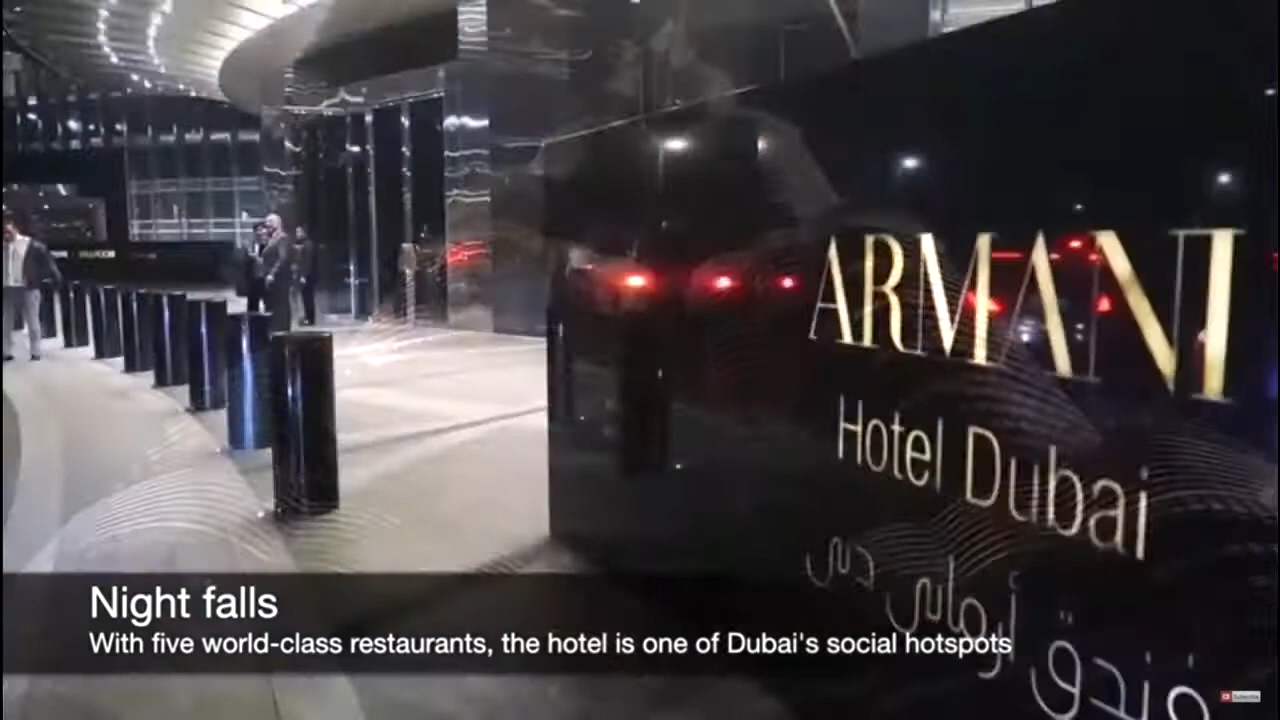 ARMANI
Hotel Dubai
فندق أرماني دبي
Night falls
With five world-class restaurants, the hotel is one of Dubai's social hotspots
Subscribe